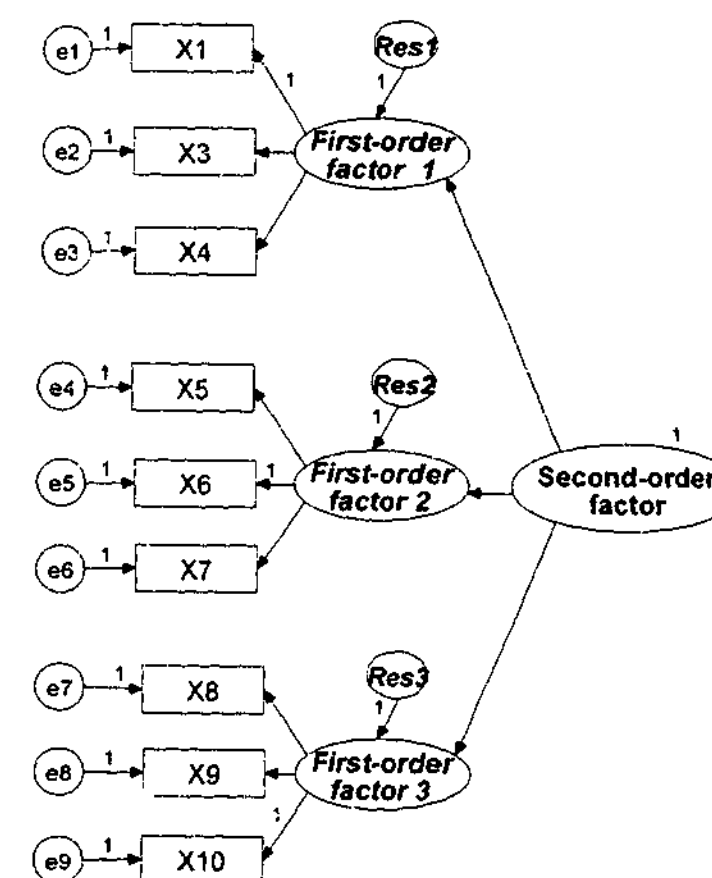 e1 1 X1
Res1
1
1
First-order
factor 1
e2 1 X3
e3 1 X4
e4 1 X5
Res2
1
First-order
factor 2
e5 1 X6 1
e6 1 X7
1
Second-order
factor
e7 1 X8
Res3
1
First-order
factor 3
e8 1 X9
1
e9 1 X10